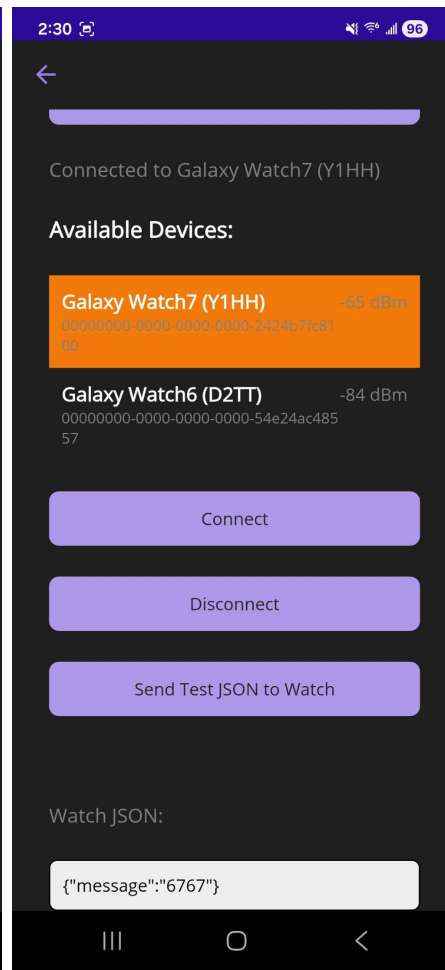 2:30 96
Connected to Galaxy Watch7 (Y1HH)
Available Devices:
Galaxy Watch7 (Y1HH) -65 dBm
00000000-0000-0000-0000-2424b7fc81
00
Galaxy Watch6 (D2TT) -84 dBm
00000000-0000-0000-0000-54e24ac485
57
Connect
Disconnect
Send Test JSON to Watch
Watch JSON:
{"message":"6767"}